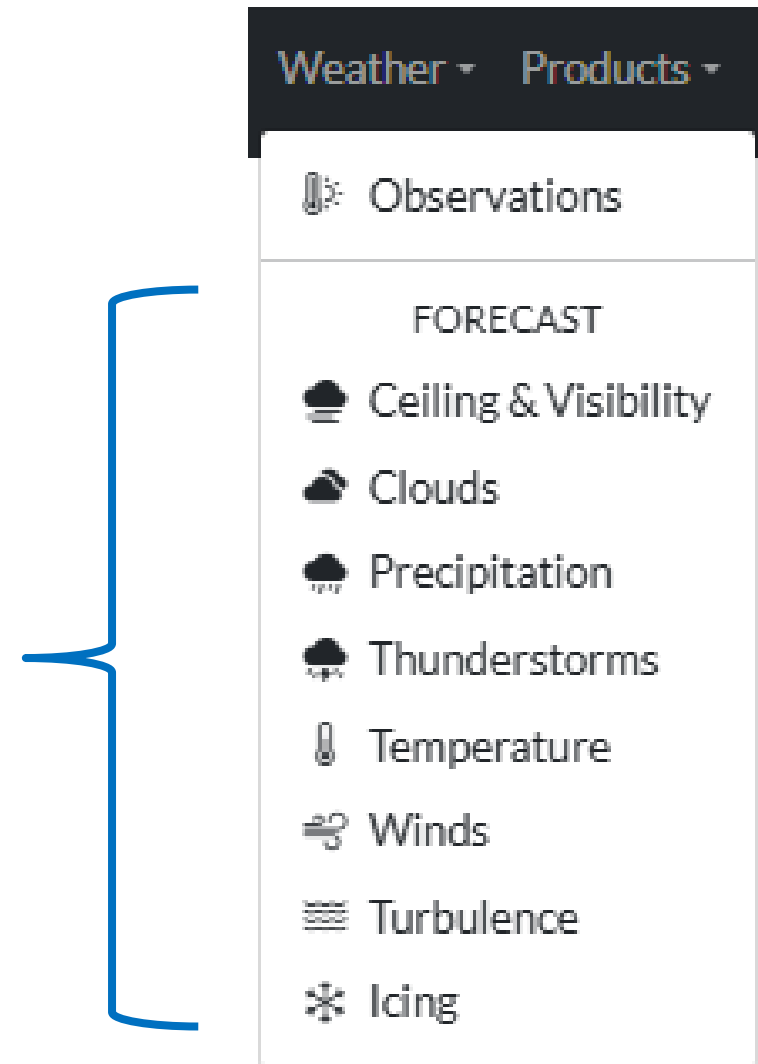 Weather Products
Observations
FORECAST
Ceiling & Visibility
Clouds
Precipitation
Thunderstorms
Temperature
Winds
Turbulence
Icing